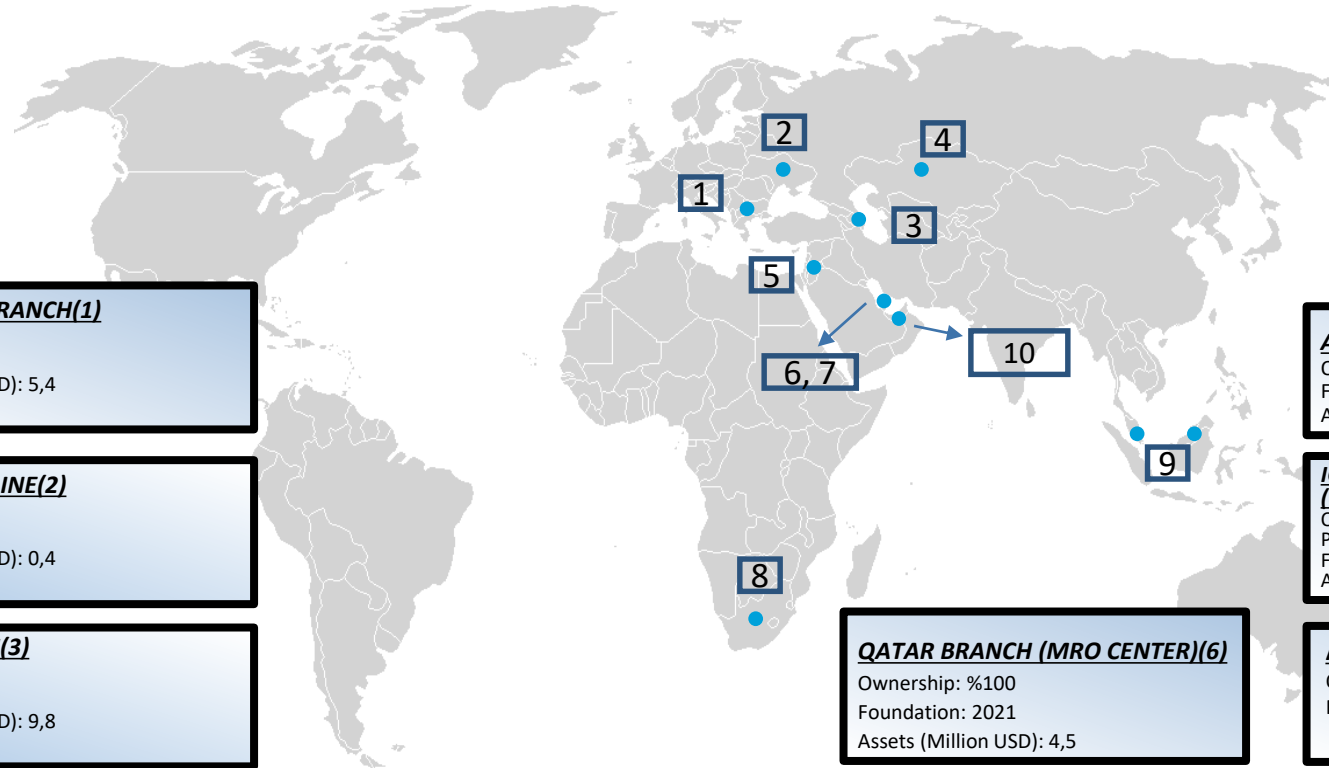 2
4
1
3
5
6, 7
10
9
8
RANCH(1)
D): 5,4
INE(2)
D): 0,4
(3)
D): 9,8
QATAR BRANCH (MRO CENTER)(6)
Ownership: %100
Foundation: 2021
Assets (Million USD): 4,5